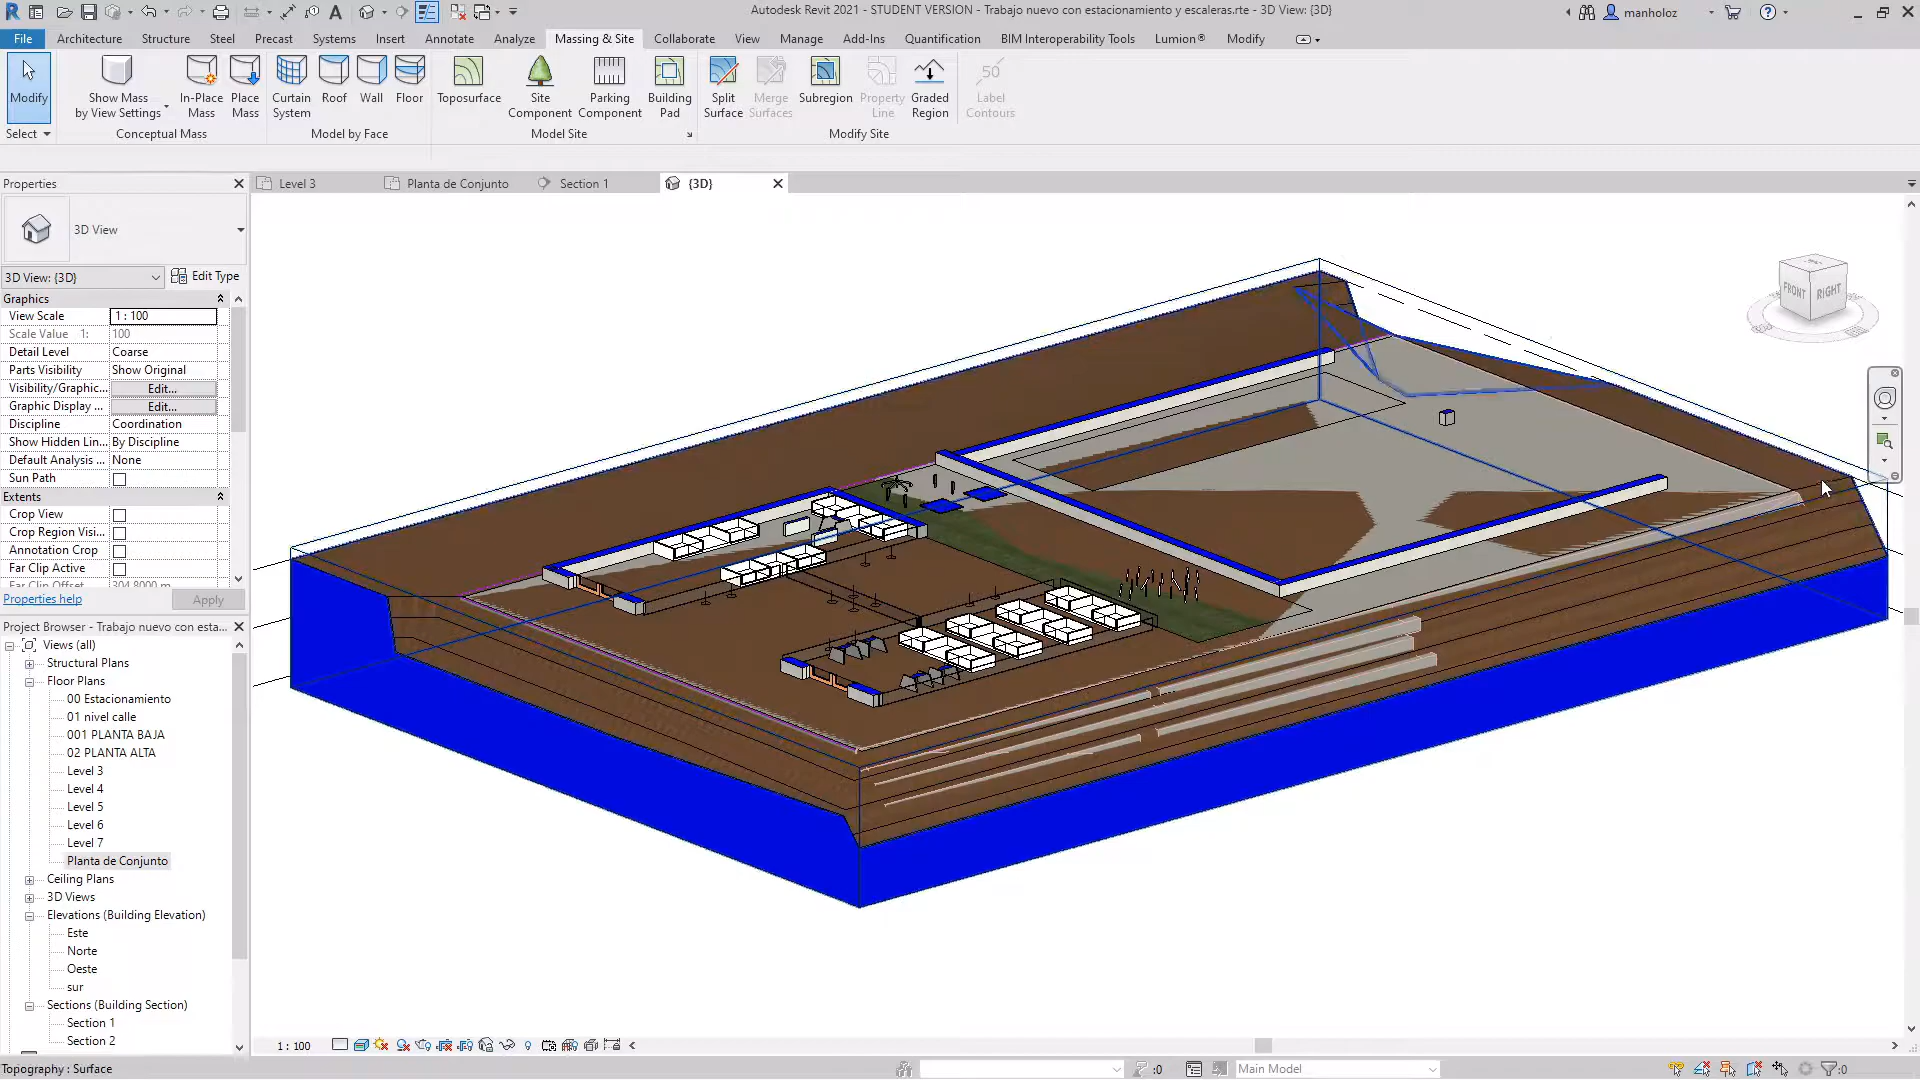 Autodesk Revit 2021 - STUDENT VERSION - Trabajo nuevo con estacionamiento y escaleras.rte - 3D View: {3D}
manholoz
File Architecture Structure Steel Precast Systems Insert Annotate Analyze Massing & Site Collaborate View Manage Add-Ins Quantification BIM Interoperability Tools Lumion® Modify
Modify
Show Mass by View Settings
In-Place Mass
Place Mass
Curtain System
Roof
Wall
Floor
Toposurface
Site Component
Parking Component
Building Pad
Split Surface
Merge Surfaces
Subregion
Property Line
Graded Region
50
Label Contours
Select
Conceptual Mass
Model by Face
Model Site
Modify Site
Properties
Level 3
Planta de Conjunto
Section 1
{3D}
3D View
3D View: {3D}
Edit Type
Graphics
View Scale 1 : 100
Scale Value 1: 100
Detail Level Coarse
Parts Visibility Show Original
Visibility/Graphic... Edit...
Graphic Display ... Edit...
Discipline Coordination
Show Hidden Lin... By Discipline
Default Analysis ... None
Sun Path
Extents
Crop View
Crop Region Visi...
Annotation Crop
Far Clip Active
Far Clip Offset 304.8000 m
Properties help
Apply
Project Browser - Trabajo nuevo con esta...
Views (all)
Structural Plans
Floor Plans
00 Estacionamiento
01 nivel calle
001 PLANTA BAJA
02 PLANTA ALTA
Level 3
Level 4
Level 5
Level 6
Level 7
Planta de Conjunto
Ceiling Plans
3D Views
Elevations (Building Elevation)
Este
Norte
Oeste
sur
Sections (Building Section)
Section 1
Section 2
FRONT
RIGHT
1 : 100
Topography : Surface
:0
Main Model
:0